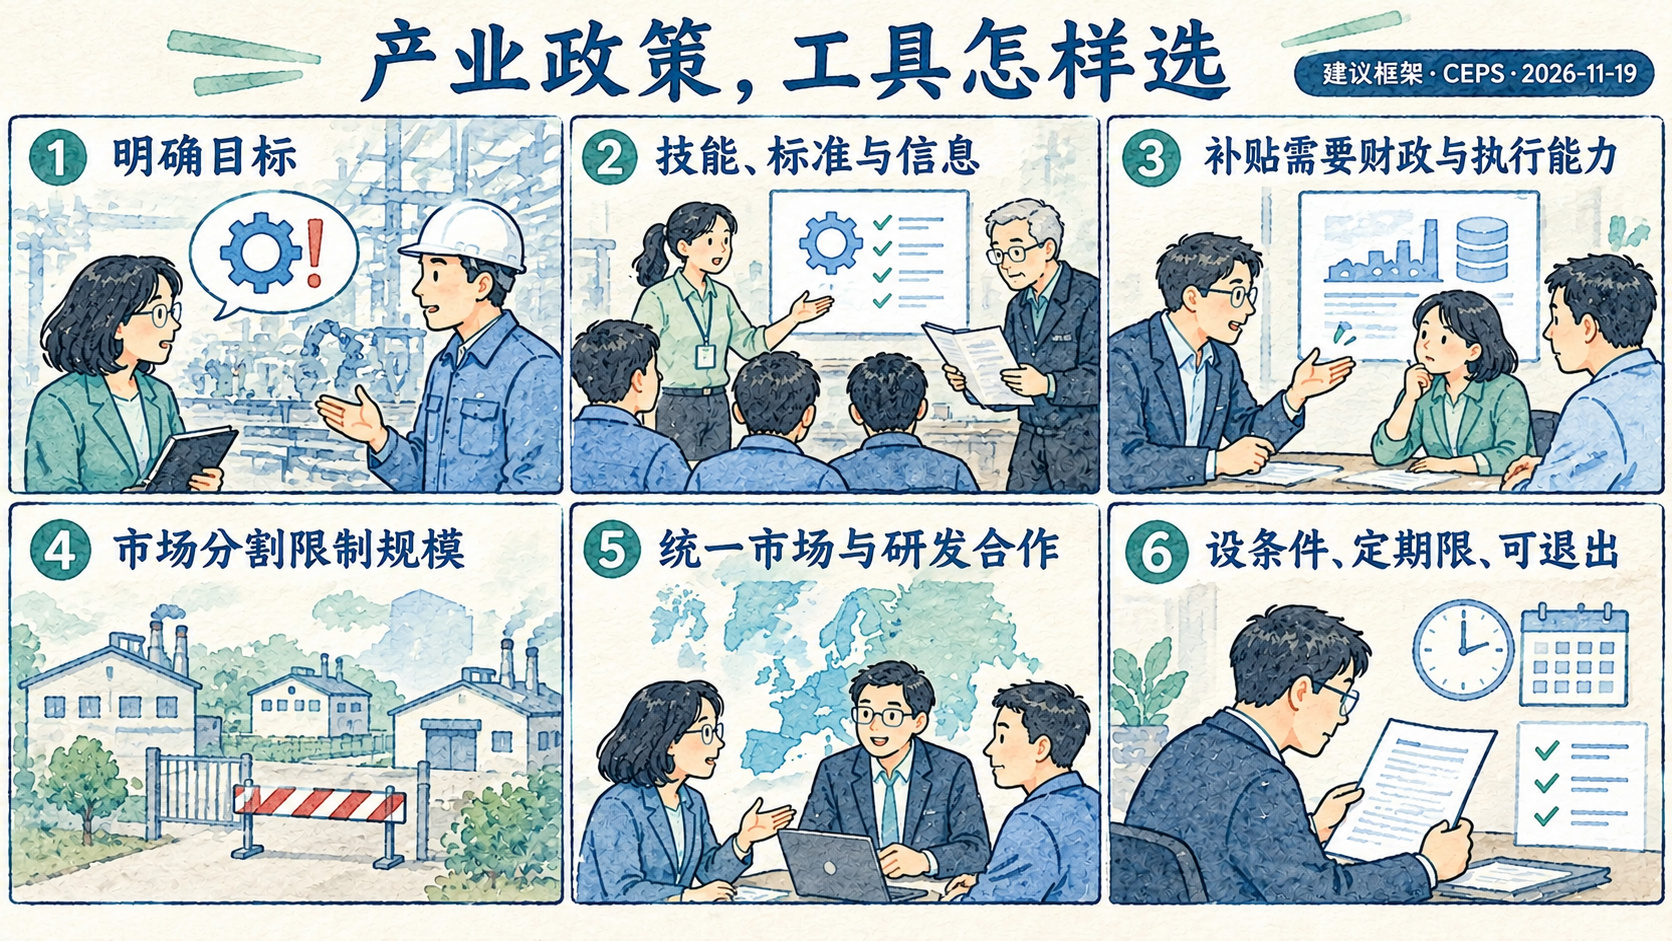 产业政策，工具怎样选
建议框架·CEPS·2026-11-19
1 明确目标
!
2 技能、标准与信息
3 补贴需要财政与执行能力
4 市场分割限制规模
5 统一市场与研发合作
6 设条件、定期限、可退出